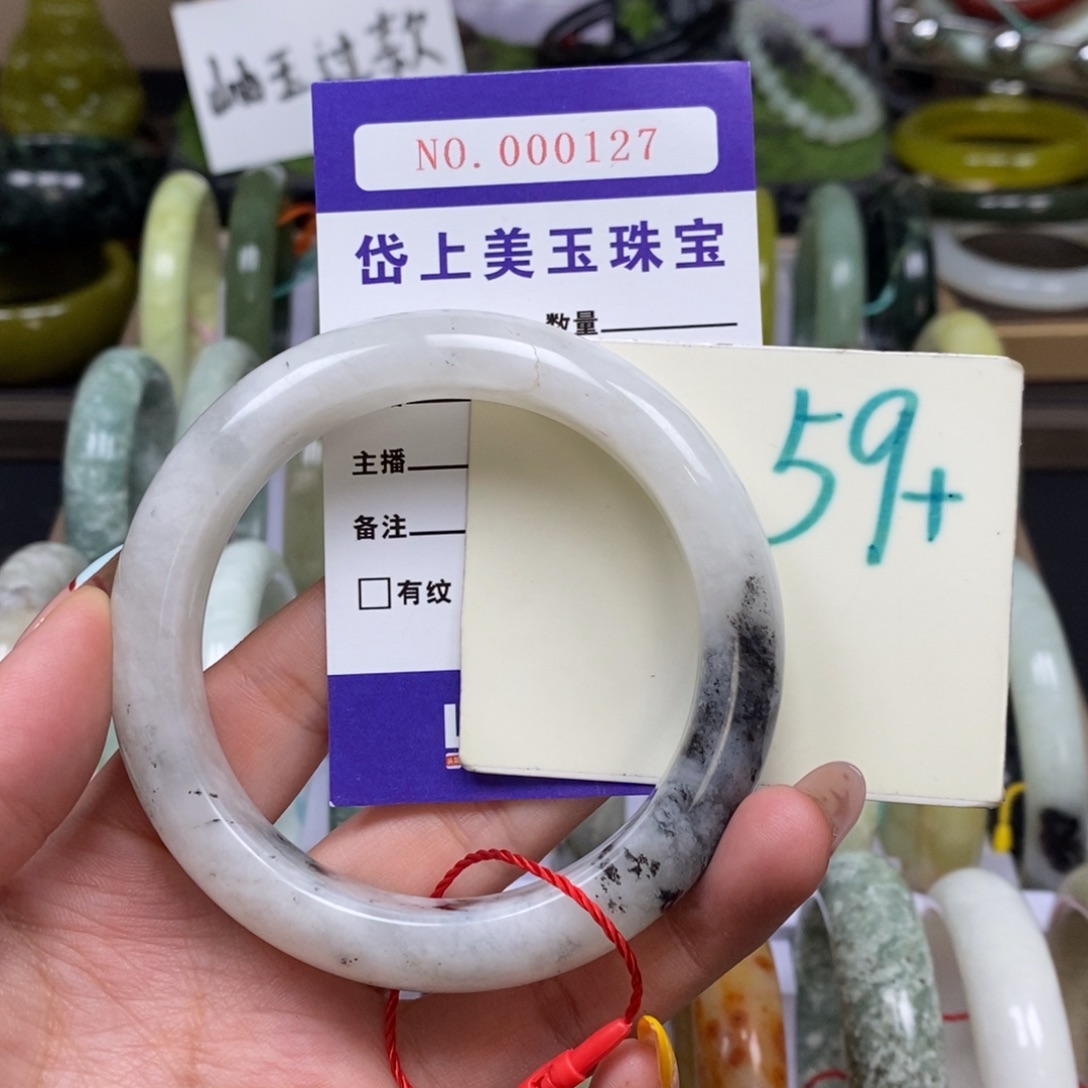 岫玉过款
NO. 000127
岱上美玉珠宝
数量
59+
主播
备注
□有纹